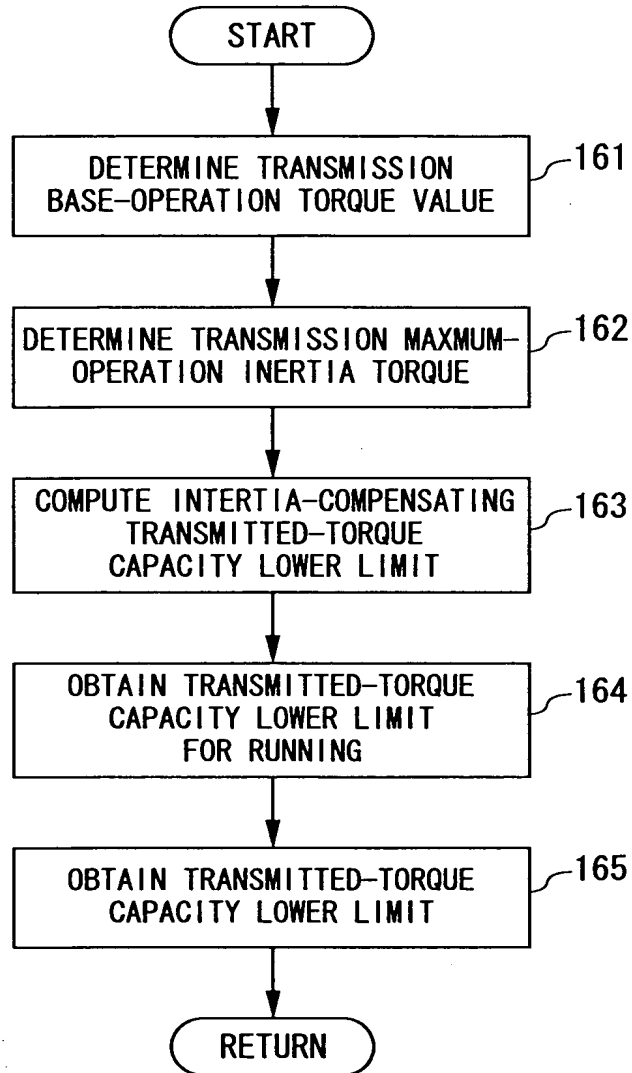 START
DETERMINE TRANSMISSION
BASE-OPERATION TORQUE VALUE
161
DETERMINE TRANSMISSION MAXMUM-
OPERATION INERTIA TORQUE
162
COMPUTE INTERTIA-COMPENSATING
TRANSMITTED-TORQUE
CAPACITY LOWER LIMIT
163
OBTAIN TRANSMITTED-TORQUE
CAPACITY LOWER LIMIT
FOR RUNNING
164
OBTAIN TRANSMITTED-TORQUE
CAPACITY LOWER LIMIT
165
RETURN